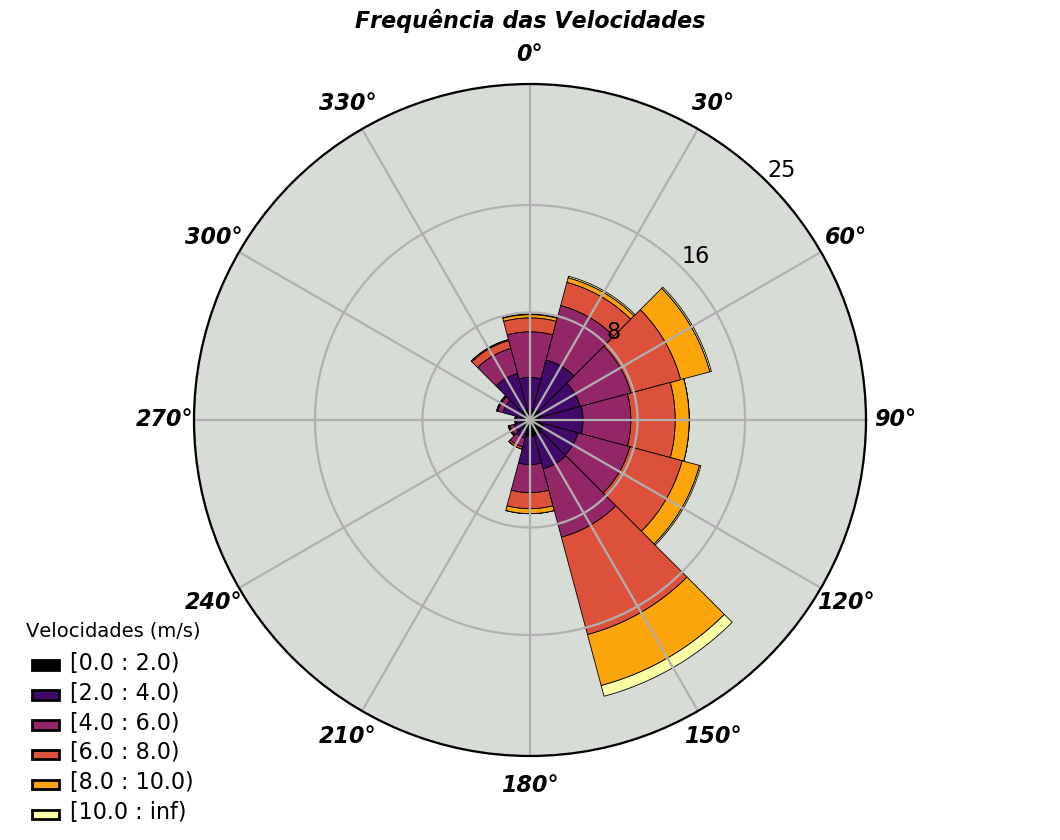 Frequência das Velocidades
0°
30°
60°
90°
120°
150°
180°
210°
240°
270°
300°
330°
8
16
25
Velocidades (m/s)
[0.0 : 2.0)
[2.0 : 4.0)
[4.0 : 6.0)
[6.0 : 8.0)
[8.0 : 10.0)
[10.0 : inf)